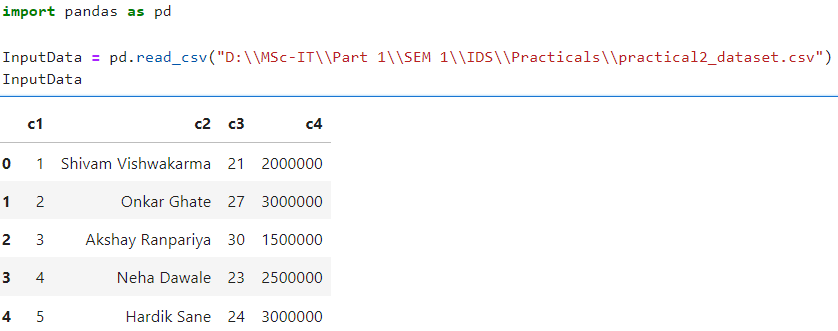 import pandas as pd
InputData = pd.read_csv("D:\\MSc-IT\\Part 1\\SEM 1\\IDS\\Practicals\\practical2_dataset.csv")
InputData
c1 c2 c3 c4
0 1 Shivam Vishwakarma 21 2000000
1 2 Onkar Ghate 27 3000000
2 3 Akshay Ranpariya 30 1500000
3 4 Neha Dawale 23 2500000
4 5 Hardik Sane 24 3000000